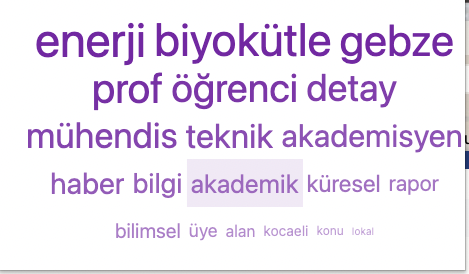 enerji biyokütle gebze
prof öğrenci detay
mühendis teknik akademisyen
haber bilgi akademik küresel rapor
bilimsel üye alan kocaeli konu lokal